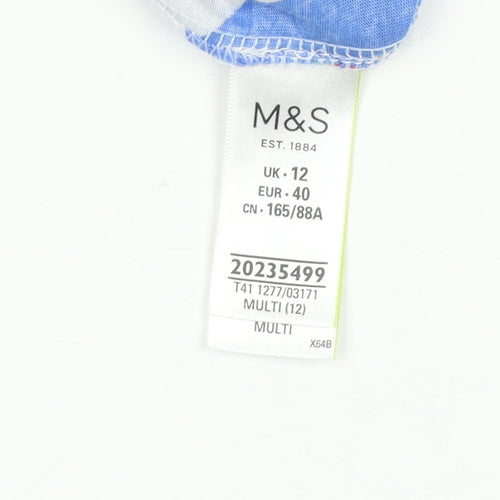 M&S
EST. 1884
UK • 12
EUR • 40
CN • 165/88A
20235499
T41 1277/03171
MULTI (12)
MULTI
X64B